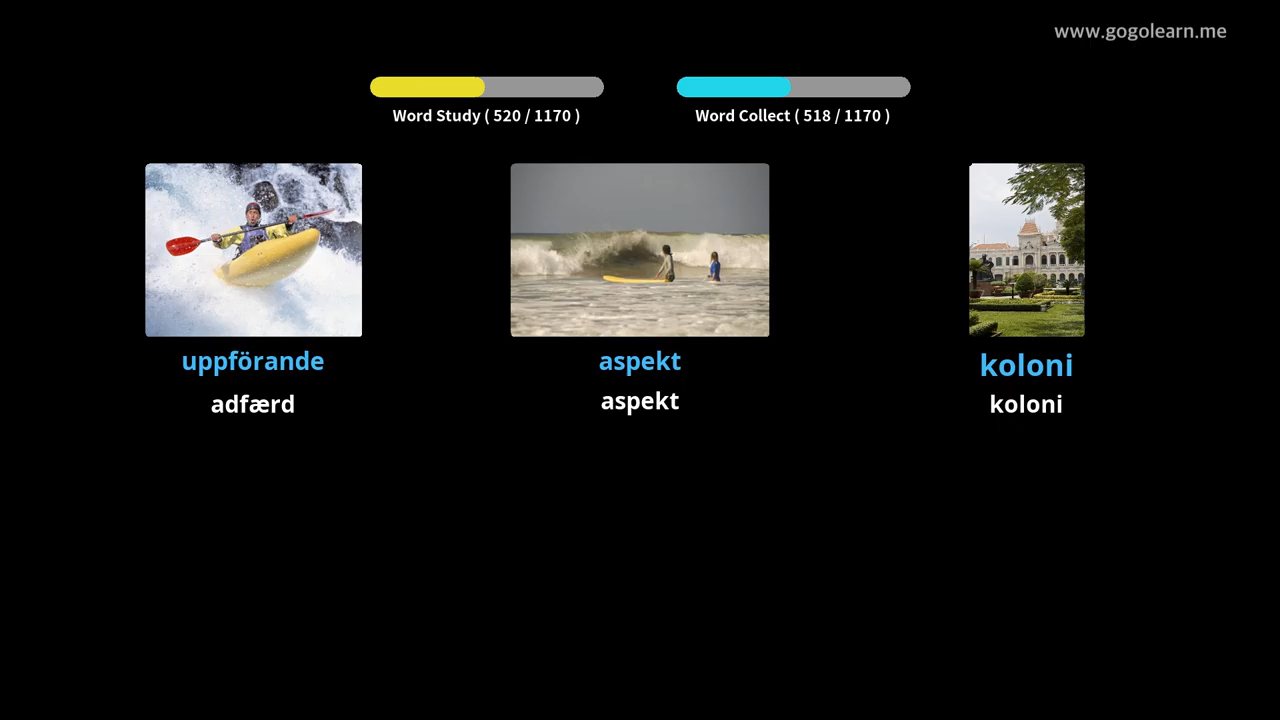 www.gogolearn.me
Word Study ( 520 / 1170 )
Word Collect ( 518 / 1170 )
uppförande
adfærd
aspekt
aspekt
koloni
koloni